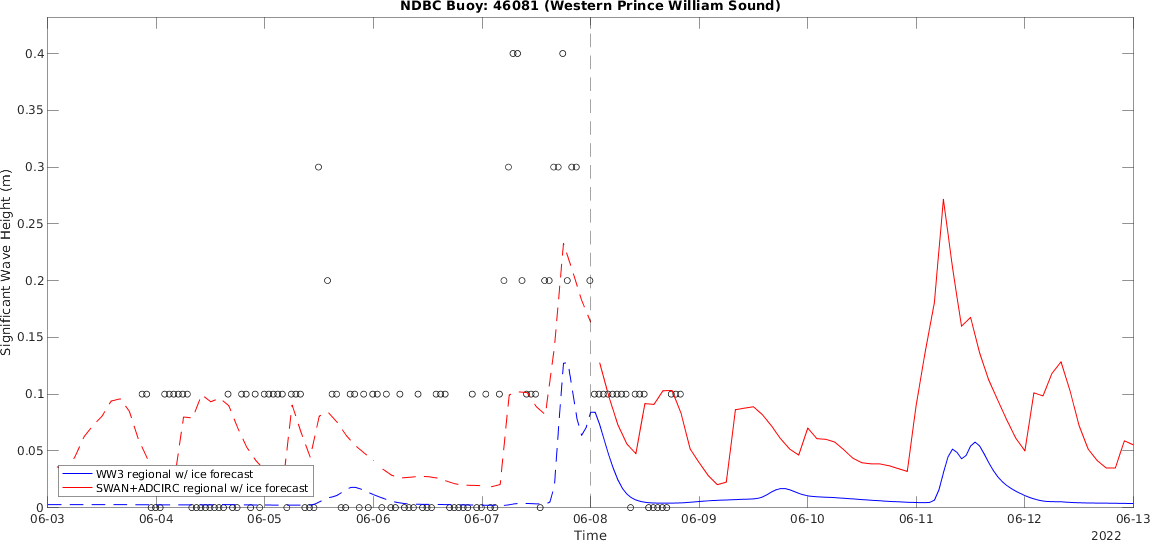 NDBC Buoy: 46081 (Western Prince William Sound)
Significant Wave Height (m)
0.4
0.35
0.3
0.25
0.2
0.15
0.1
0.05
0
WW3 regional w/ ice forecast
SWAN+ADCIRC regional w/ ice forecast
06-03 06-04 06-05 06-06 06-07 06-08 06-09 06-10 06-11 06-12 06-13
Time
2022